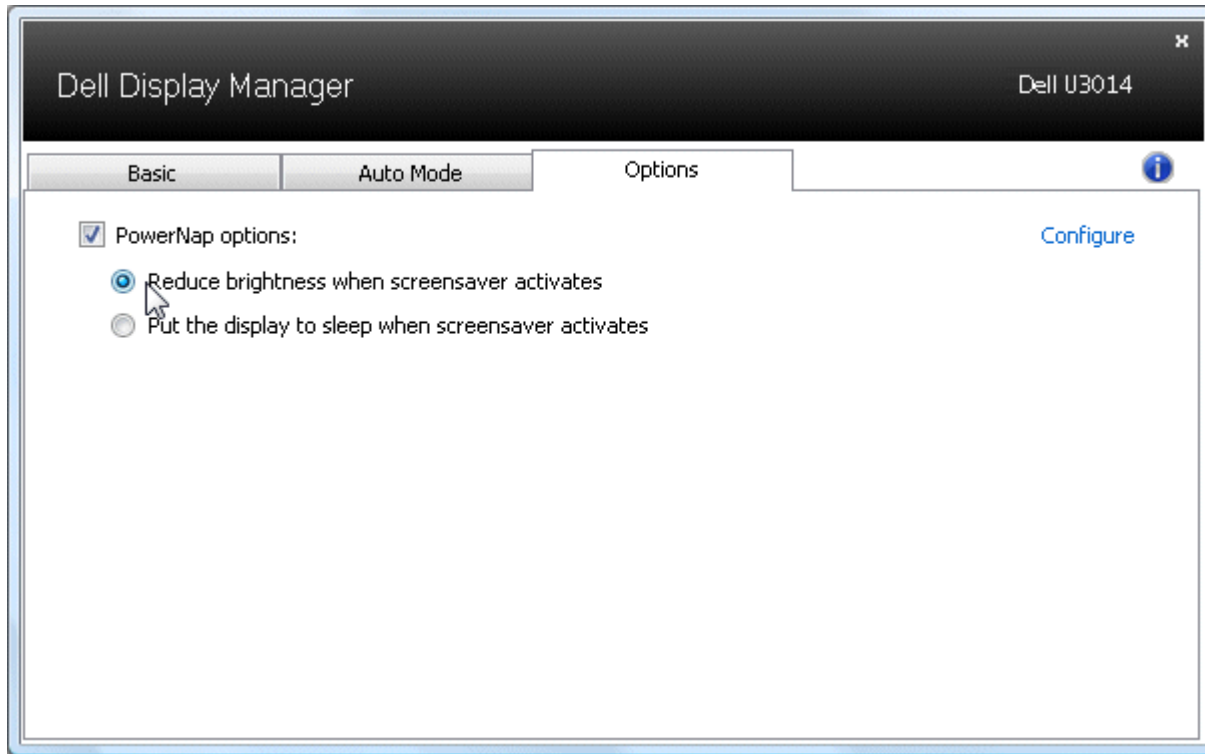 x
Dell Display Manager
Dell U3014
Basic
Auto Mode
Options
i
PowerNap options:
Configure
Reduce brightness when screensaver activates
Put the display to sleep when screensaver activates